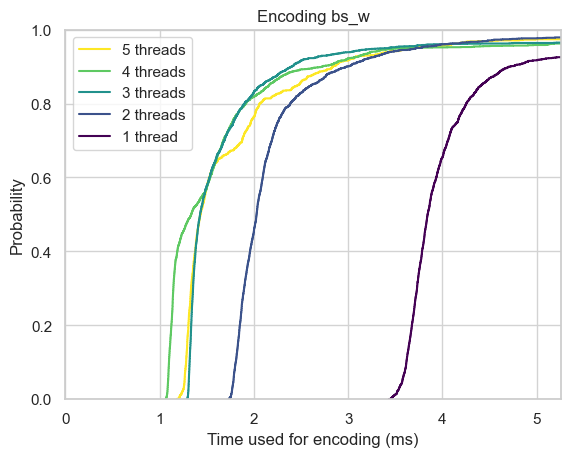 Encoding bs_w
5 threads
4 threads
3 threads
2 threads
1 thread
Probability
1.0
0.8
0.6
0.4
0.2
0.0
0 1 2 3 4 5
Time used for encoding (ms)